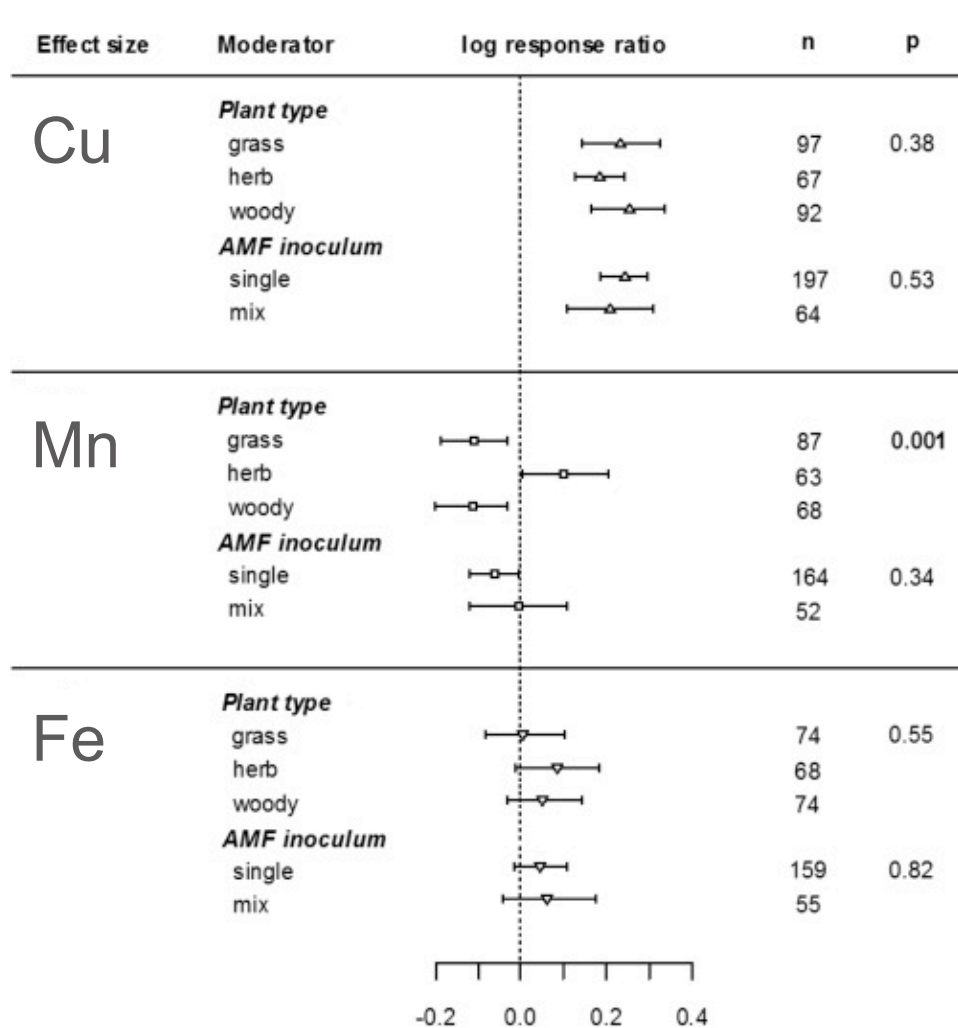 Effect size Moderator log response ratio n p
Cu
Plant type
grass 97 0.38
herb 67
woody 92
AMF inoculum
single 197 0.53
mix 64
Mn
Plant type
grass 87 0.001
herb 63
woody 68
AMF inoculum
single 164 0.34
mix 52
Fe
Plant type
grass 74 0.55
herb 68
woody 74
AMF inoculum
single 159 0.82
mix 55
-0.2 0.0 0.2 0.4